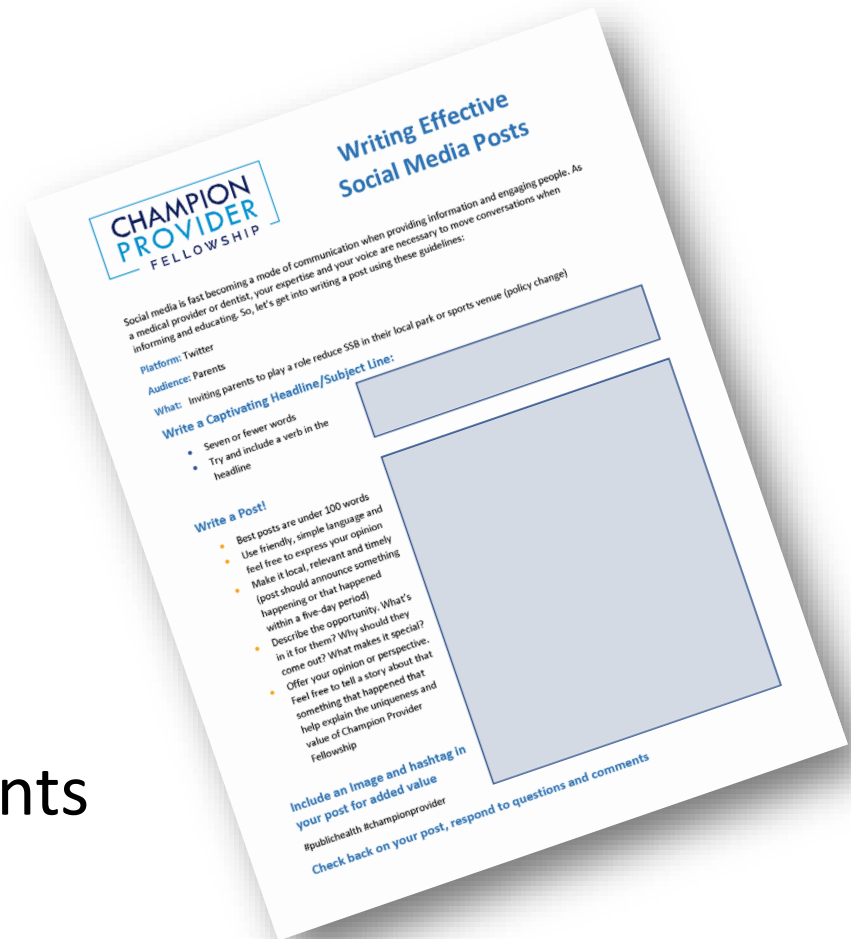 Writing Effective
Social Media Posts
CHAMPION
PROVIDER
FELLOWSHIP
Social media is fast becoming a mode of communication when providing information and engaging people. As
a medical provider or dentist, your expertise and your voice are necessary to move conversations when
informing and educating. So, let's get into writing a post using these guidelines:
Platform: Twitter
Audience: Parents
What: Inviting parents to play a role reduce SSB in their local park or sports venue (policy change)
Write a Captivating Headline/Subject Line:
• Seven or fewer words
• Try and include a verb in the
headline
Write a Post!
• Best posts are under 100 words
• Use friendly, simple language and
feel free to express your opinion
• Make it local, relevant and timely
(post should announce something
happening or that happened
within a five-day period)
• Describe the opportunity. What's
in it for them? Why should they
come out? What makes it special?
• Offer your opinion or perspective.
Feel free to tell a story about that
something that happened that
help explain the uniqueness and
value of Champion Provider
Fellowship
Include an Image and hashtag in
your post for added value
#publichealth #championprovider
Check back on your post, respond to questions and comments
nts